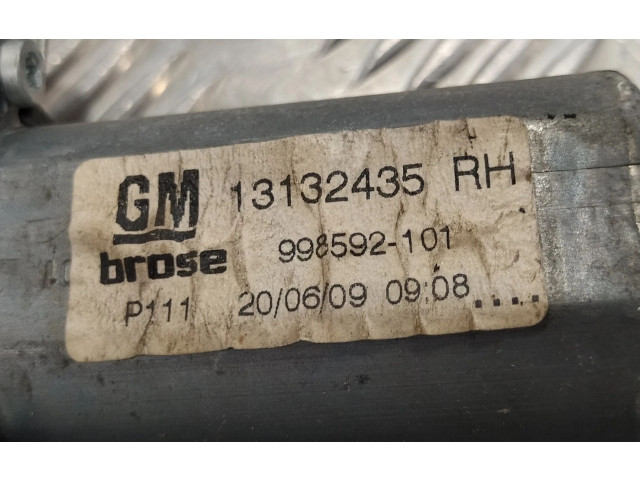 GM 13132435 RH
brose 998592-101
P111 20/06/09 09:08